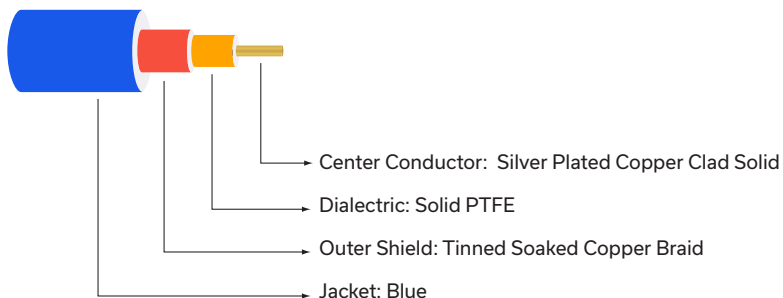 Center Conductor: Silver Plated Copper Clad Solid
Dialectric: Solid PTFE
Outer Shield: Tinned Soaked Copper Braid
Jacket: Blue